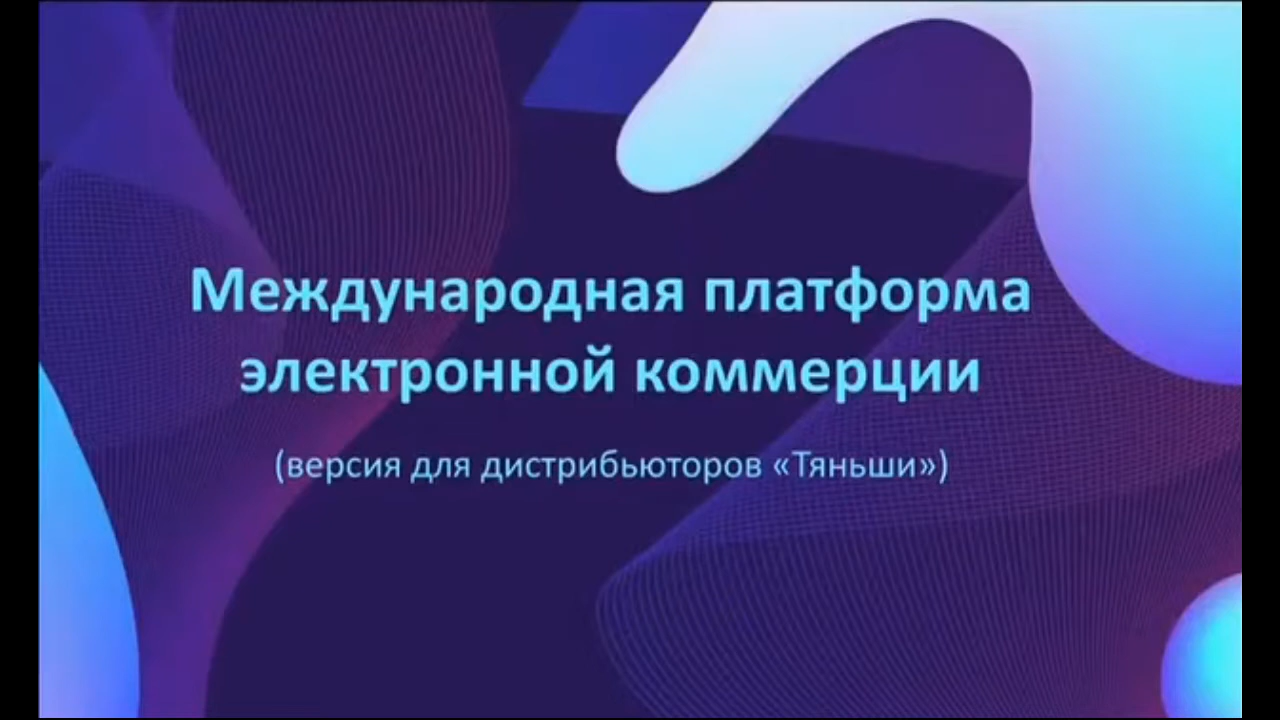 Международная платформа
электронной коммерции
(версия для дистрибьюторов «Тяньши»)